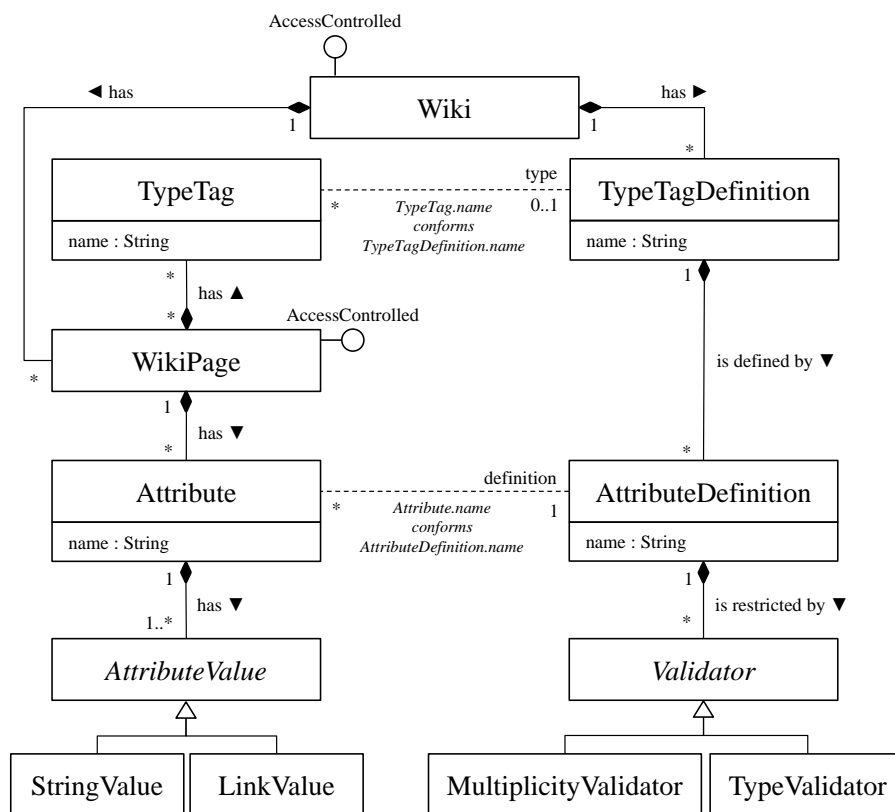 AccessControlled
◄ has
Wiki
has ►
1
1
*
TypeTag
name : String
type
*
0..1
TypeTag.name
conforms
TypeTagDefinition.name
TypeTagDefinition
name : String
*
has ▲
*
1
AccessControlled
WikiPage
*
is defined by ▼
1
has ▼
*
*
Attribute
name : String
definition
*
1
Attribute.name
conforms
AttributeDefinition.name
AttributeDefinition
name : String
1
has ▼
1..*
1
is restricted by ▼
*
AttributeValue
Validator
StringValue
LinkValue
MultiplicityValidator
TypeValidator